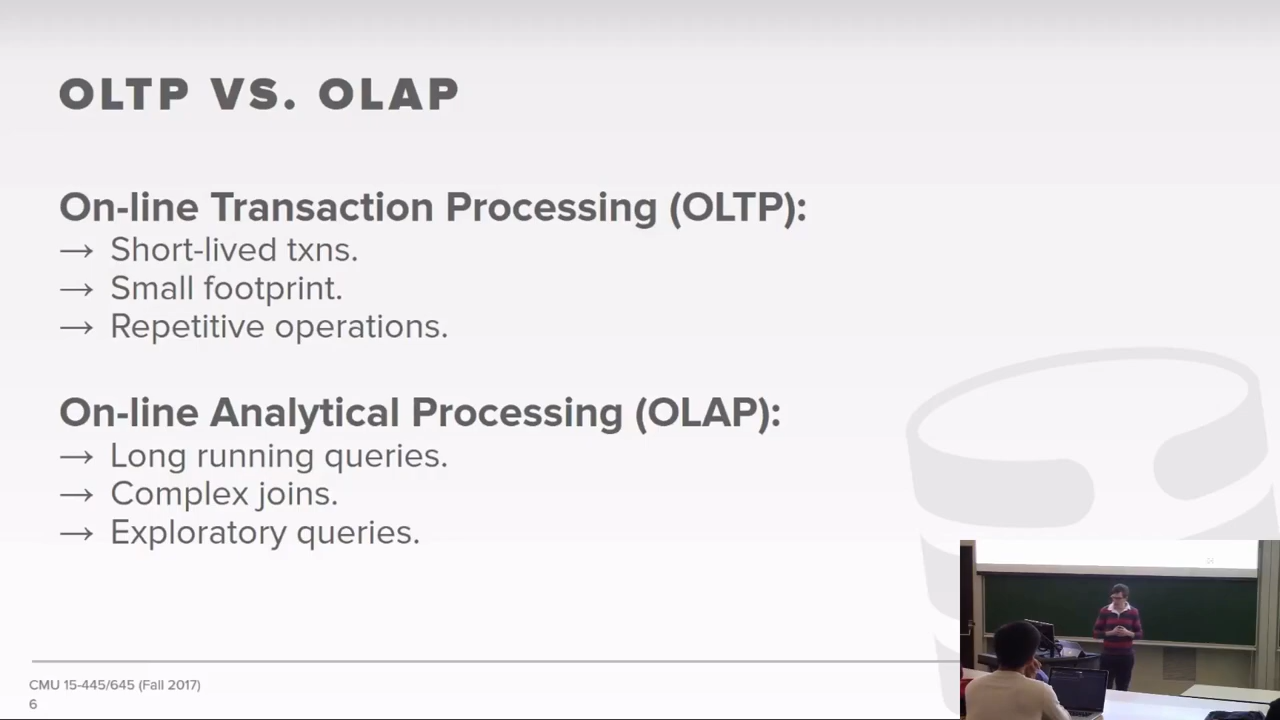 OLTP VS. OLAP
On-line Transaction Processing (OLTP):
→ Short-lived txns.
→ Small footprint.
→ Repetitive operations.
On-line Analytical Processing (OLAP):
→ Long running queries.
→ Complex joins.
→ Exploratory queries.
CMU 15-445/645 (Fall 2017)
6